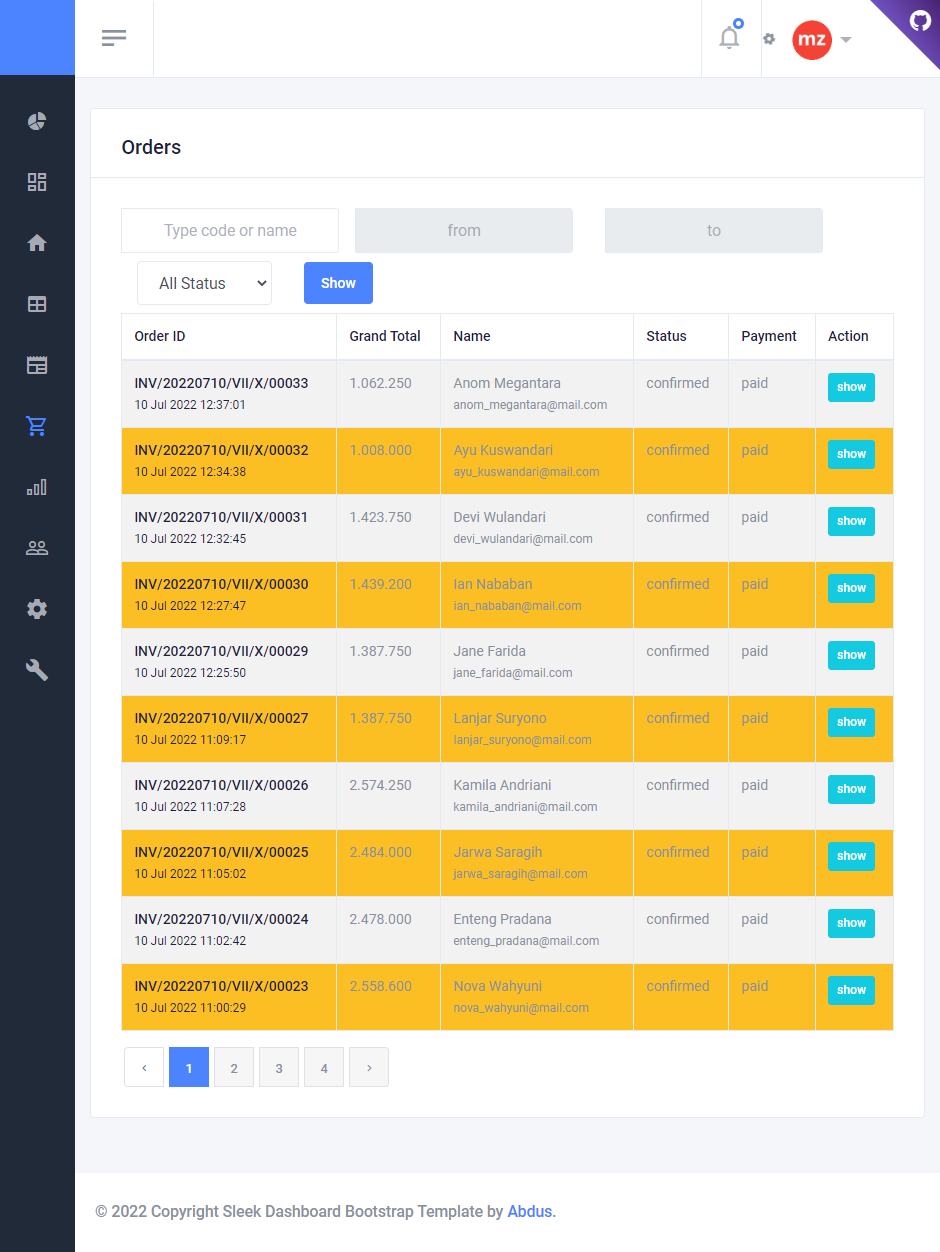 mz
Orders
Type code or name from to
All Status Show
Order ID Grand Total Name Status Payment Action
INV/20220710/VII/X/00033 1.062.250 Anom Megantara confirmed paid show
10 Jul 2022 12:37:01 anom_megantara@mail.com
INV/20220710/VII/X/00032 1.008.000 Ayu Kuswandari confirmed paid show
10 Jul 2022 12:34:38 ayu_kuswandari@mail.com
INV/20220710/VII/X/00031 1.423.750 Devi Wulandari confirmed paid show
10 Jul 2022 12:32:45 devi_wulandari@mail.com
INV/20220710/VII/X/00030 1.439.200 Ian Nababan confirmed paid show
10 Jul 2022 12:27:47 ian_nababan@mail.com
INV/20220710/VII/X/00029 1.387.750 Jane Farida confirmed paid show
10 Jul 2022 12:25:50 jane_farida@mail.com
INV/20220710/VII/X/00027 1.387.750 Lanjar Suryono confirmed paid show
10 Jul 2022 11:09:17 lanjar_suryono@mail.com
INV/20220710/VII/X/00026 2.574.250 Kamila Andriani confirmed paid show
10 Jul 2022 11:07:28 kamila_andriani@mail.com
INV/20220710/VII/X/00025 2.484.000 Jarwa Saragih confirmed paid show
10 Jul 2022 11:05:02 jarwa_saragih@mail.com
INV/20220710/VII/X/00024 2.478.000 Enteng Pradana confirmed paid show
10 Jul 2022 11:02:42 enteng_pradana@mail.com
INV/20220710/VII/X/00023 2.558.600 Nova Wahyuni confirmed paid show
10 Jul 2022 11:00:29 nova_wahyuni@mail.com
‹ 1 2 3 4 ›
© 2022 Copyright Sleek Dashboard Bootstrap Template by Abdus.